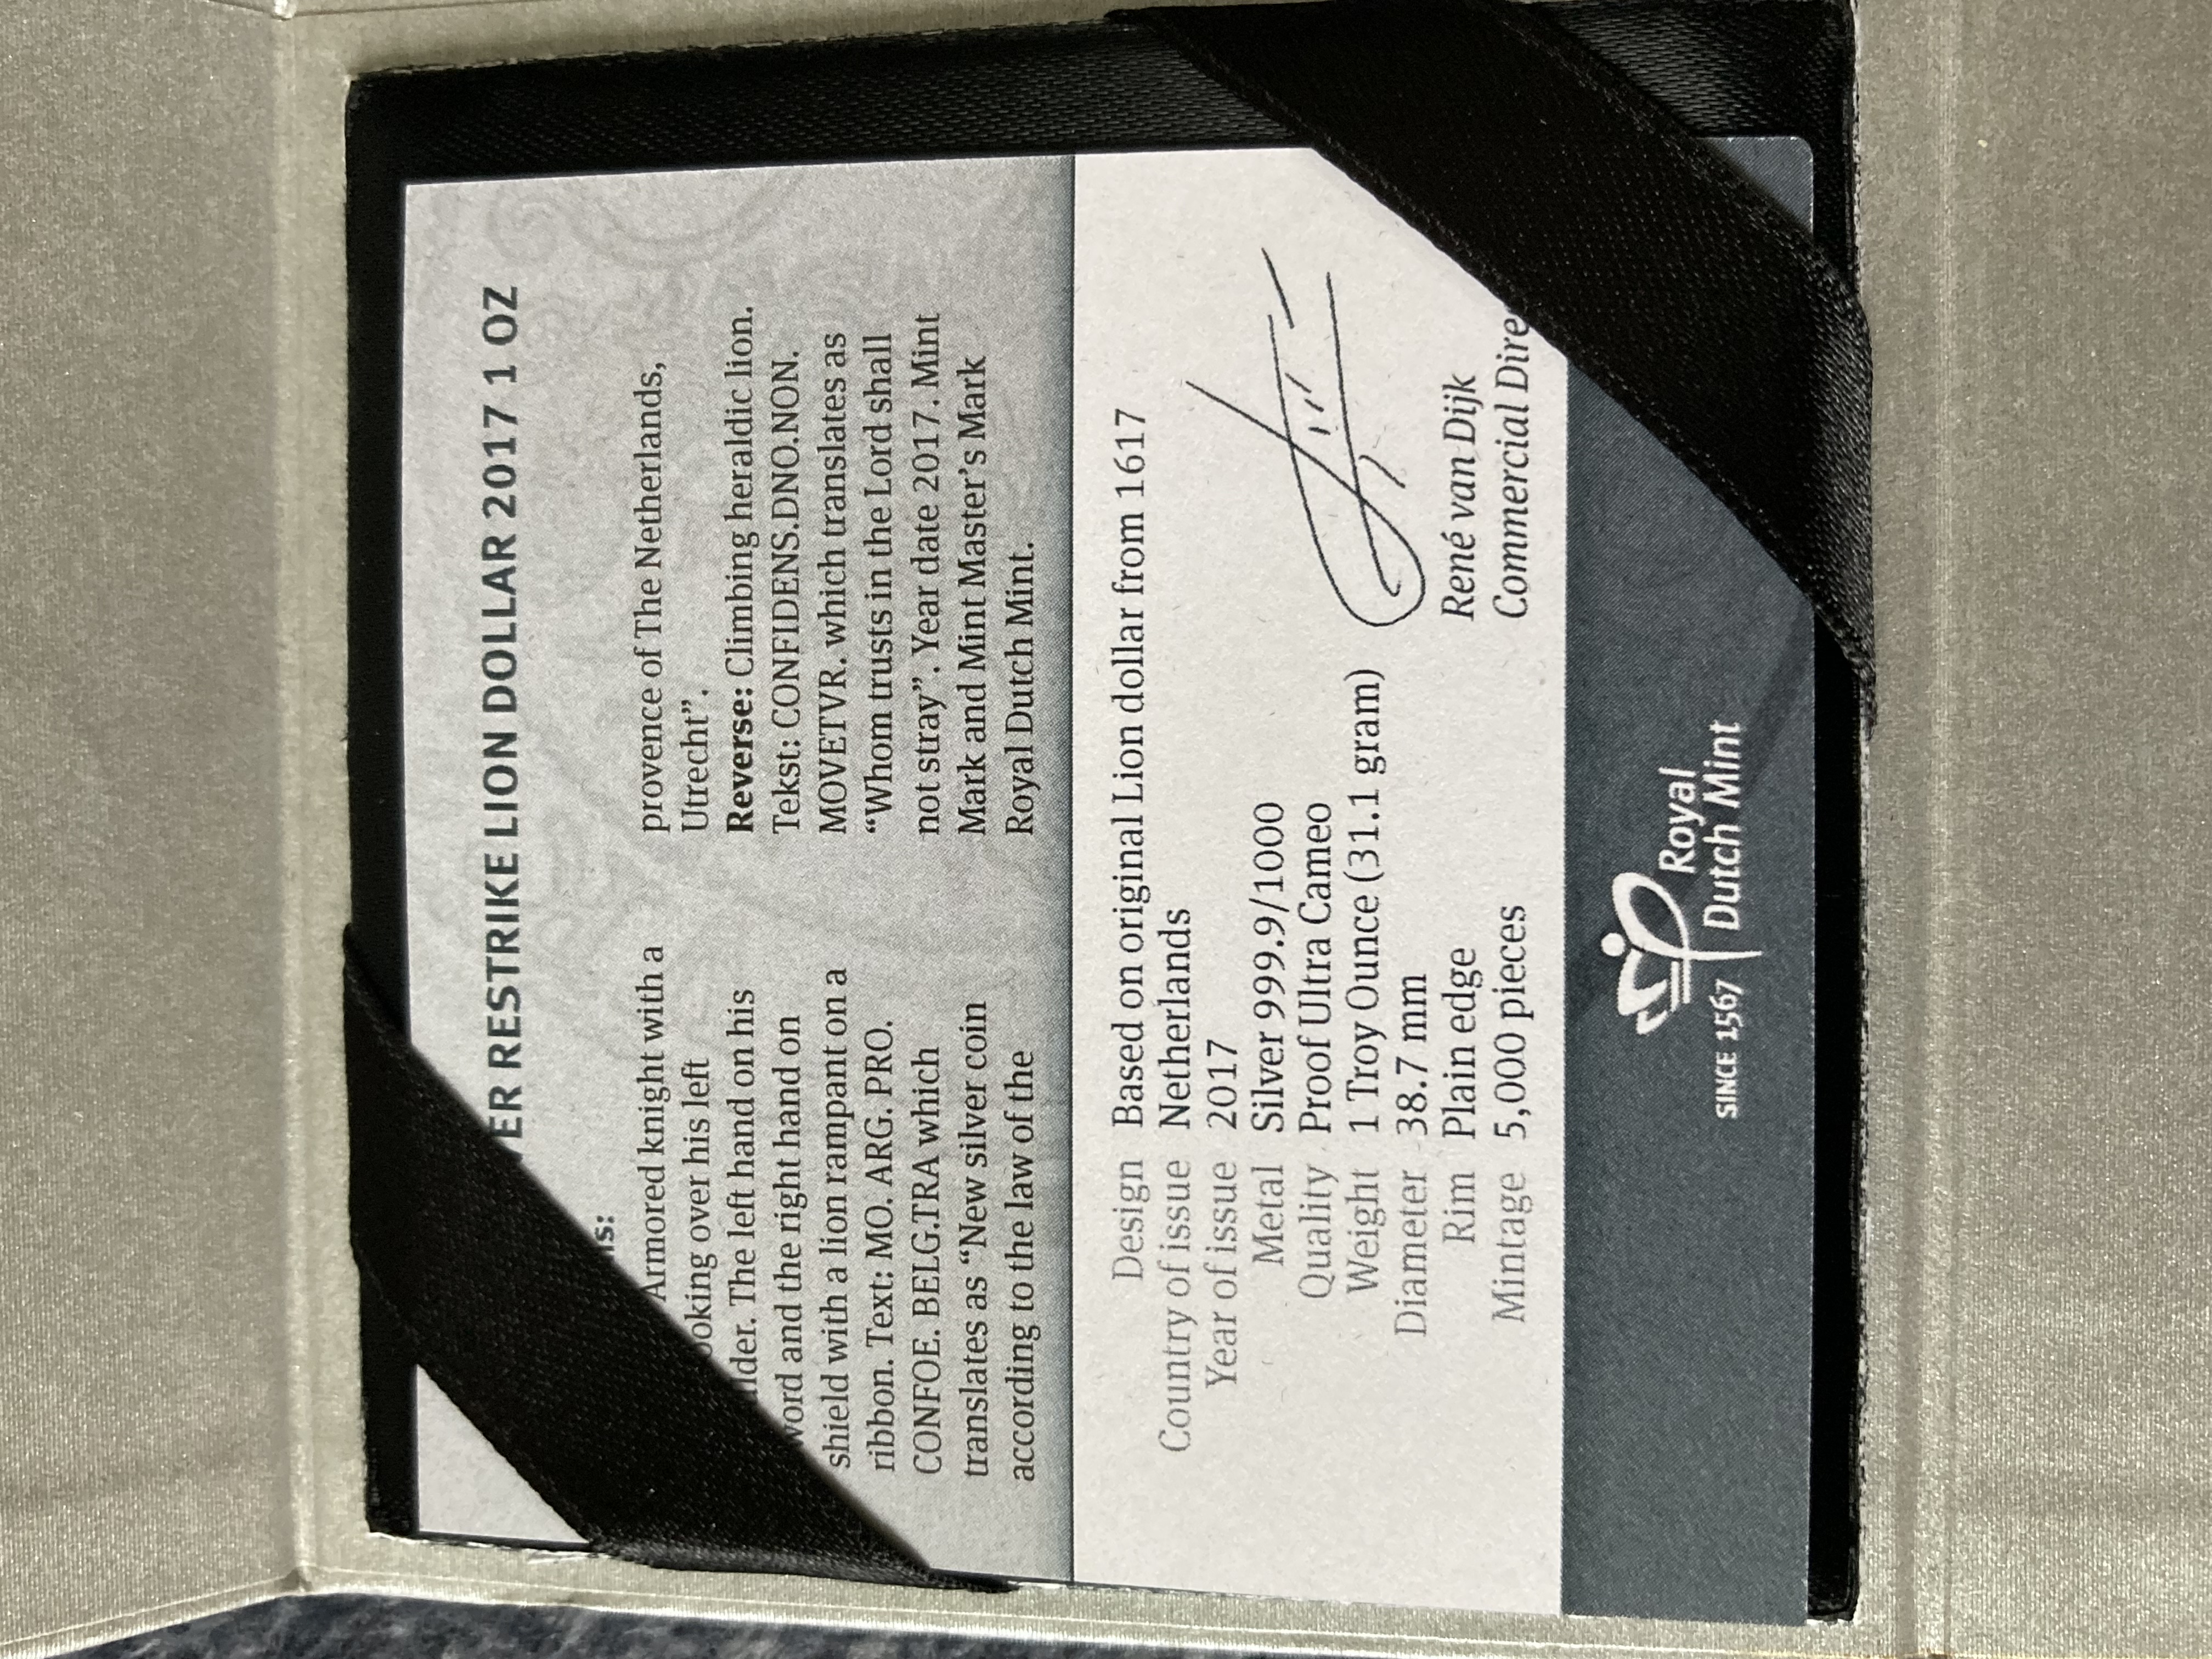 RESTRIKE LION DOLLAR 2017 1 OZ
Armored knight with a
over his left
The left hand on his
and the right hand on
shield with a lion rampant on a
ribbon. Text: MO. ARG. PRO.
CONFOE. BELG.TRA which
translates as “New silver coin
according to the law of the
provence of The Netherlands,
Utrecht”.
Reverse: Climbing heraldic lion.
Tekst: CONFIDENS.DNO.NON.
MOVETVR. which translates as
“Whom trusts in the Lord shall
not stray”. Year date 2017. Mint
Mark and Mint Master’s Mark
Royal Dutch Mint.
Design Based on original Lion dollar from 1617
Country of issue Netherlands
Year of issue 2017
Metal Silver 999.9/1000
Quality Proof Ultra Cameo
Weight 1 Troy Ounce (31.1 gram)
Diameter 38.7 mm
Rim Plain edge
Mintage 5,000 pieces
René van Dijk
Commercial
SINCE 1567
Royal
Dutch Mint